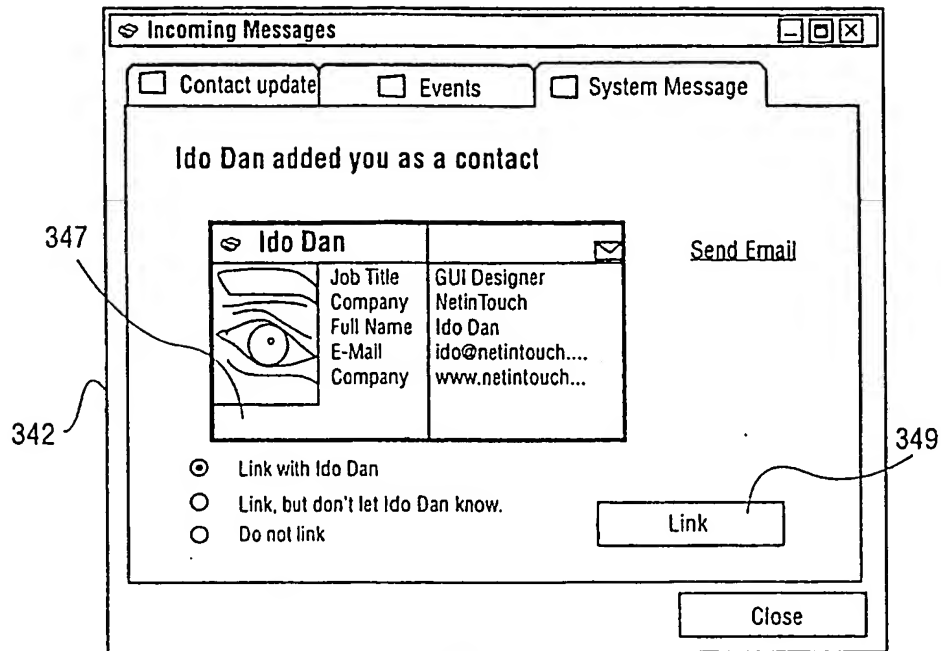 Incoming Messages
Contact update
Events
System Message
Ido Dan added you as a contact
347
Ido Dan
Send Email
Job Title GUI Designer
Company NetinTouch
Full Name Ido Dan
E-Mail ido@netintouch....
Company www.netintouch...
342
349
Link with Ido Dan
Link, but don't let Ido Dan know.
Do not link
Link
Close